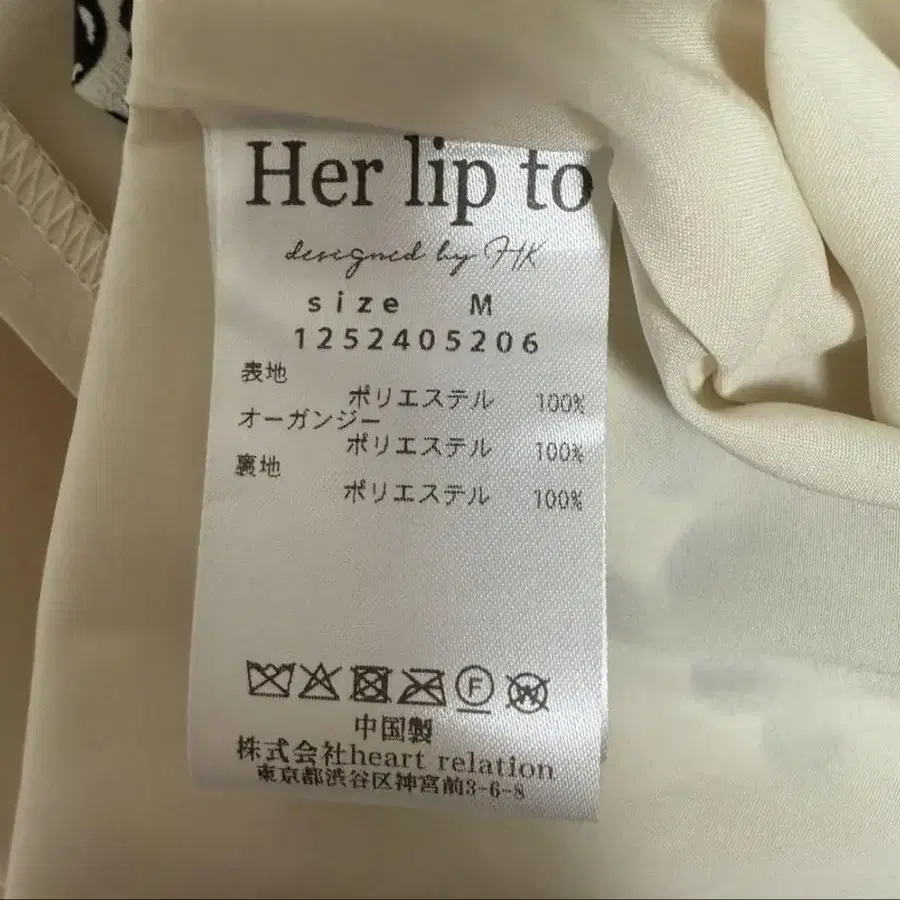 Her lip to
designed by HK
size M
1252405206
表地
ポリエステル 100%
オーガンジー
ポリエステル 100%
裏地
ポリエステル 100%
F W
中国製
株式会社heart relation
東京都渋谷区神宮前3-6-8